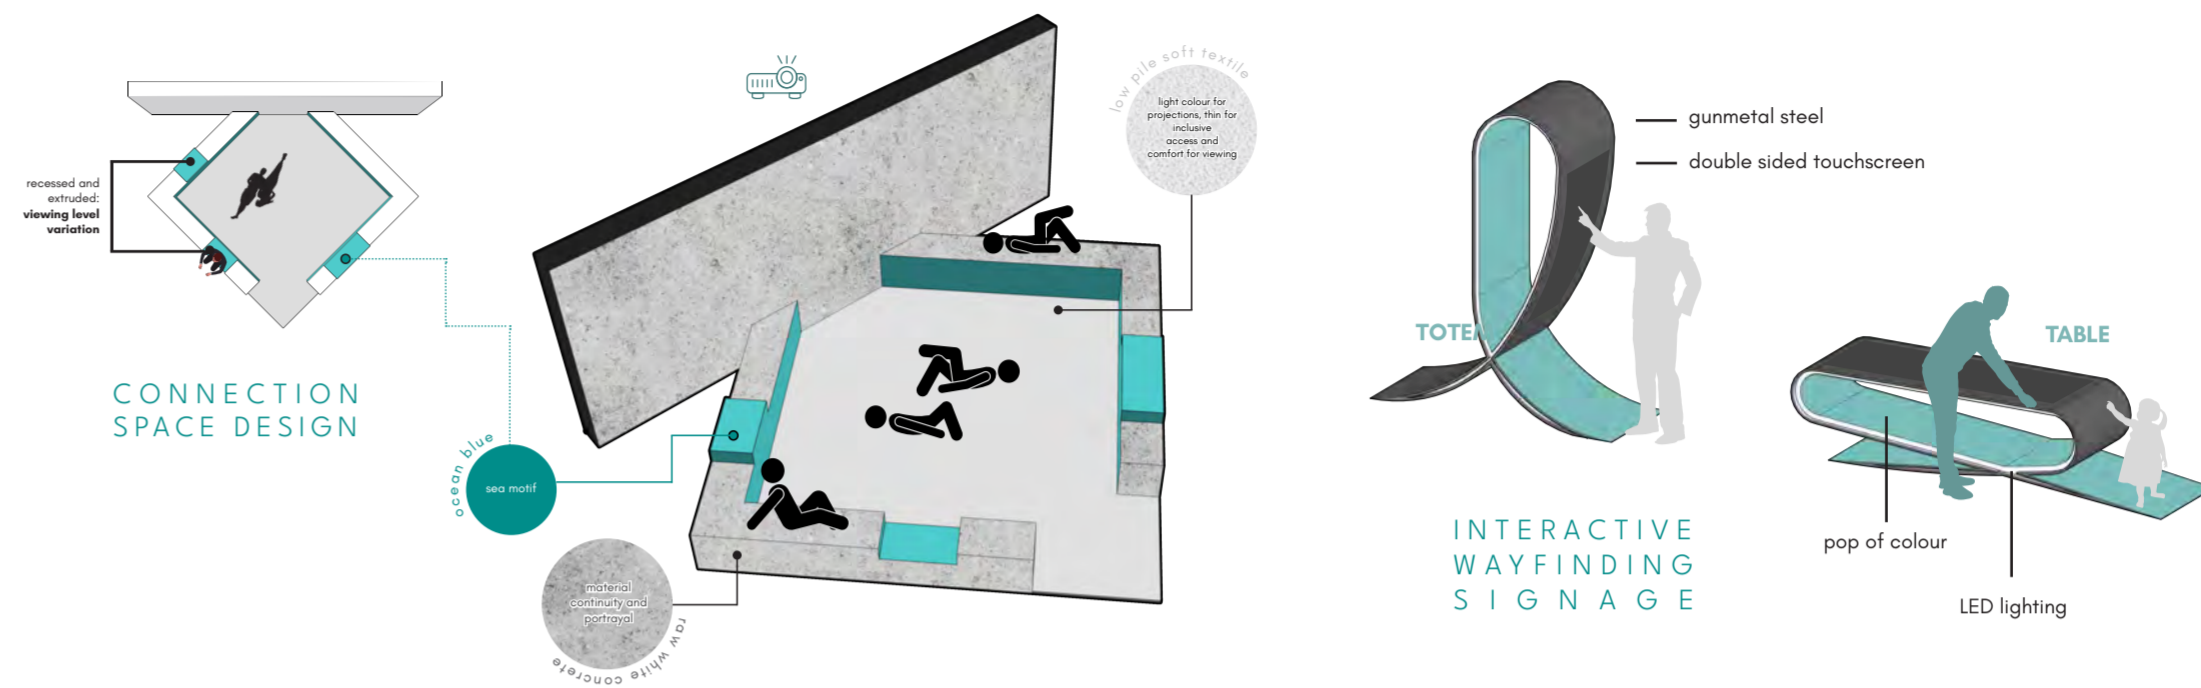 recessed and
extruded:
viewing level
variation
CONNECTION
SPACE DESIGN
ocean blue
sea motif
material
continuity and
portrayal
raw white concrete
low pile soft textile
light colour for
projections, thin for
inclusive
access and
comfort for viewing
gunmetal steel
double sided touchscreen
TOTE
TABLE
INTERACTIVE
WAYFINDING
SIGNAGE
pop of colour
LED lighting